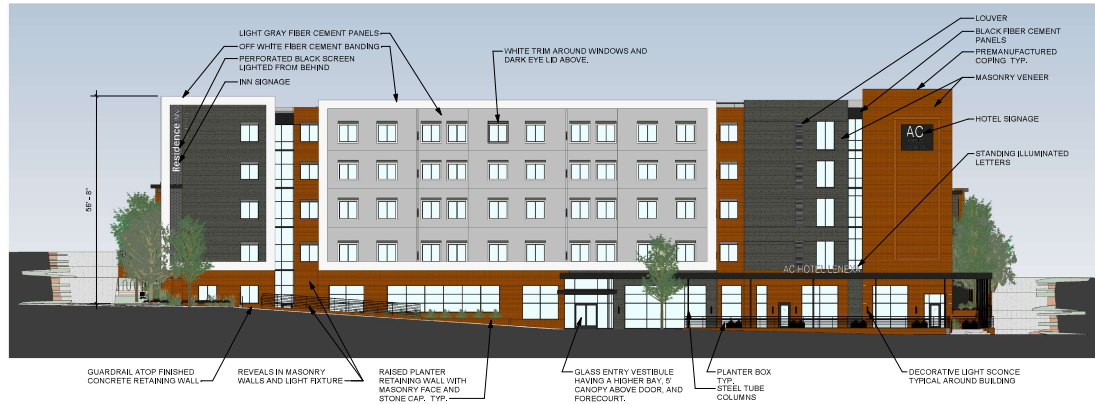 LIGHT GRAY FIBER CEMENT PANELS
OFF WHITE FIBER CEMENT BANDING
PERFORATED BLACK SCREEN
LIGHTED FROM BEHIND
INN SIGNAGE
WHITE TRIM AROUND WINDOWS AND
DARK EYE LID ABOVE.
LOUVER
BLACK FIBER CEMENT
PANELS
PREMANUFACTURED
COPING TYP.
MASONRY VENEER
HOTEL SIGNAGE
STANDING ILLUMINATED
LETTERS
56' - 8"
Residence INN
AC
AC HOTEL LENEXA
GUARDRAIL ATOP FINISHED
CONCRETE RETAINING WALL
REVEALS IN MASONRY
WALLS AND LIGHT FIXTURE
RAISED PLANTER
RETAINING WALL WITH
MASONRY FACE AND
STONE CAP. TYP.
GLASS ENTRY VESTIBULE
HAVING A HIGHER BAY, 5'
CANOPY ABOVE DOOR, AND
FORECOURT.
PLANTER BOX
TYP.
STEEL TUBE
COLUMNS
DECORATIVE LIGHT SCONCE
TYPICAL AROUND BUILDING